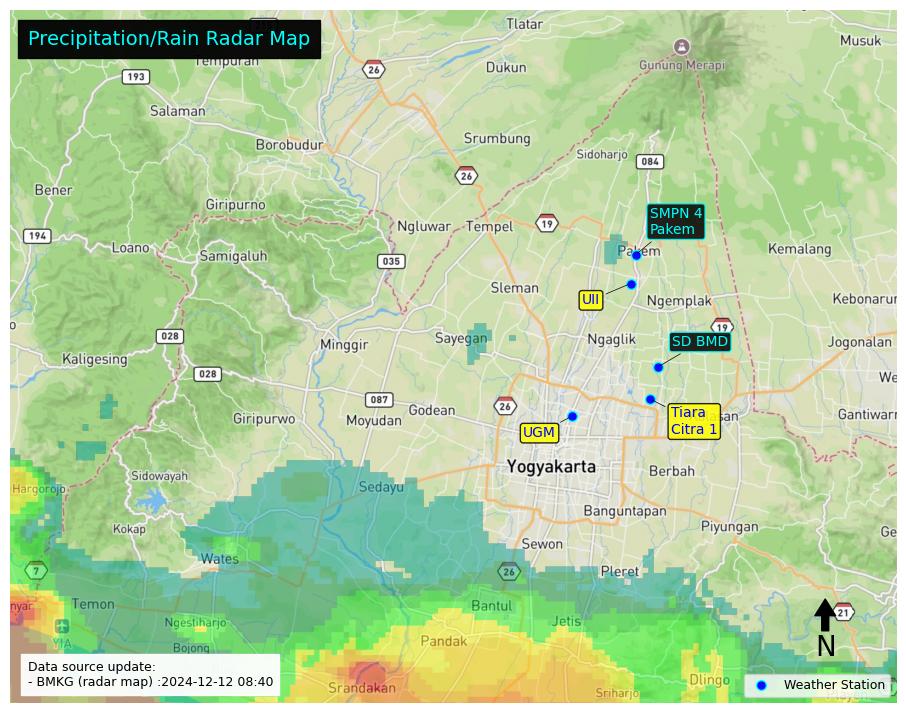 Precipitation/Rain Radar Map
Tlatar
Musuk
Tempuran
26
Dukun
Gunung Merapi
193
Salaman
Srumbung
Borobudur
Sidoharjo
084
26
Bener
Giripurno
SMPN 4
Pakem
Ngluwar
Tempel
19
194
Loano
Samigaluh
035
Pakem
Kemalang
Sleman
UII
Ngemplak
Kebonarun
19
028
Minggir
Sayegan
Ngaglik
SD BMD
Jogonalan
Kaligesing
028
087
Godean
26
Giripurwo
Moyudan
UGM
Tiara
Citra 1
Gantiwarn
Yogyakarta
Berbah
Hargorojo
Sidowayah
Sedayu
Kokap
Banguntapan
Piyungan
Sewon
Wates
7
26
Pleret
Temon
Bantul
21
Ngestiharjo
Jetis
YIA
Bojong
Pandak
N
Data source update:
- BMKG (radar map) :2024-12-12 08:40
Srandakan
Sriharjo
Dlingo
Weather Station